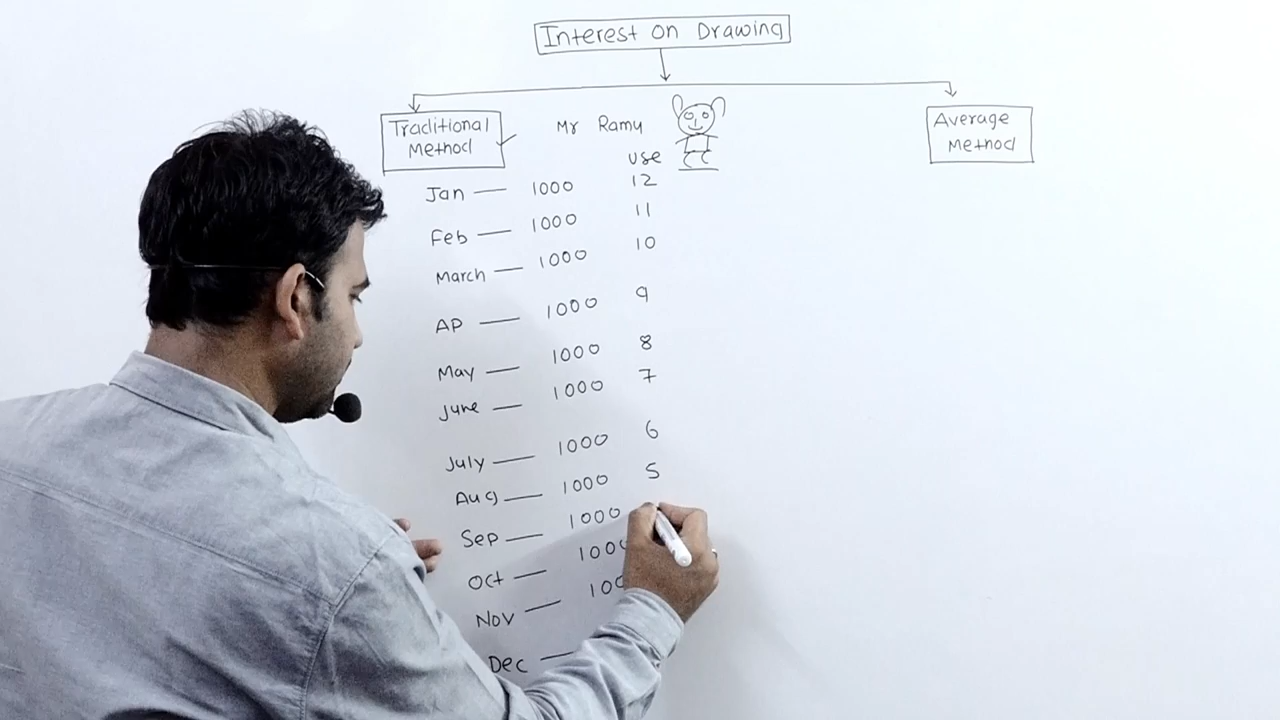 Interest on Drawing
Traditional Method
Mr Ramu
Average Method
use
Jan — 1000 12
Feb — 1000 11
March — 1000 10
AP — 1000 9
May — 1000 8
June — 1000 7
July — 1000 6
Aug — 1000 5
Sep — 1000
Oct — 1000
Nov — 100
Dec —